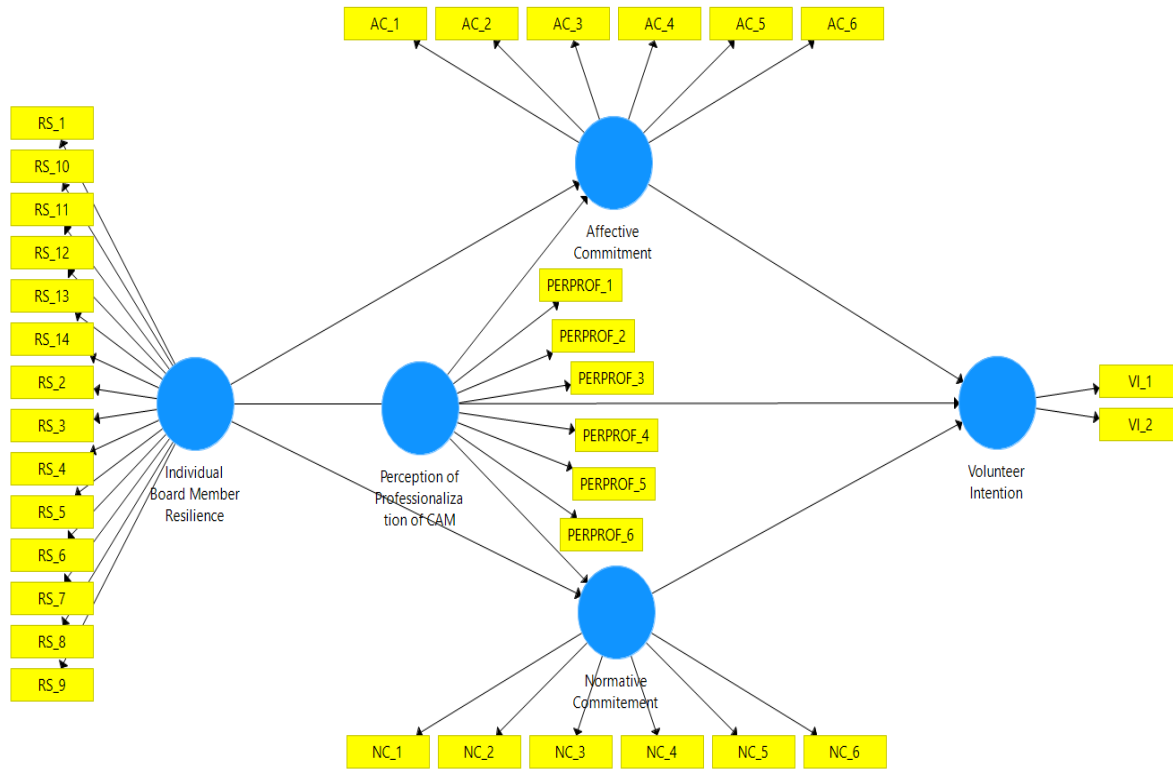 AC_1
AC_2
AC_3
AC_4
AC_5
AC_6
RS_1
RS_10
RS_11
RS_12
RS_13
RS_14
RS_2
RS_3
RS_4
RS_5
RS_6
RS_7
RS_8
RS_9
Individual
Board Member
Resilience
Affective
Commitment
PERPROF_1
PERPROF_2
PERPROF_3
PERPROF_4
PERPROF_5
PERPROF_6
Perception of
Professionaliza
tion of CAM
VI_1
VI_2
Volunteer
Intention
Normative
Commitement
NC_1
NC_2
NC_3
NC_4
NC_5
NC_6